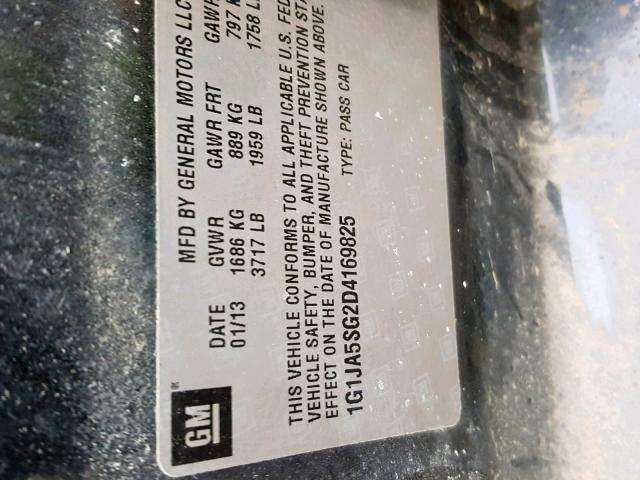 GM®
MFD BY GENERAL MOTORS LLC
DATE GVWR GAWR FRT GAWR
01/13 1686 KG 889 KG 797 K
3717 LB 1959 LB 1758 L
THIS VEHICLE CONFORMS TO ALL APPLICABLE U.S. FED
VEHICLE SAFETY, BUMPER, AND THEFT PREVENTION STA
EFFECT ON THE DATE OF MANUFACTURE SHOWN ABOVE.
1G1JA5SG2D4169825 TYPE: PASS CAR